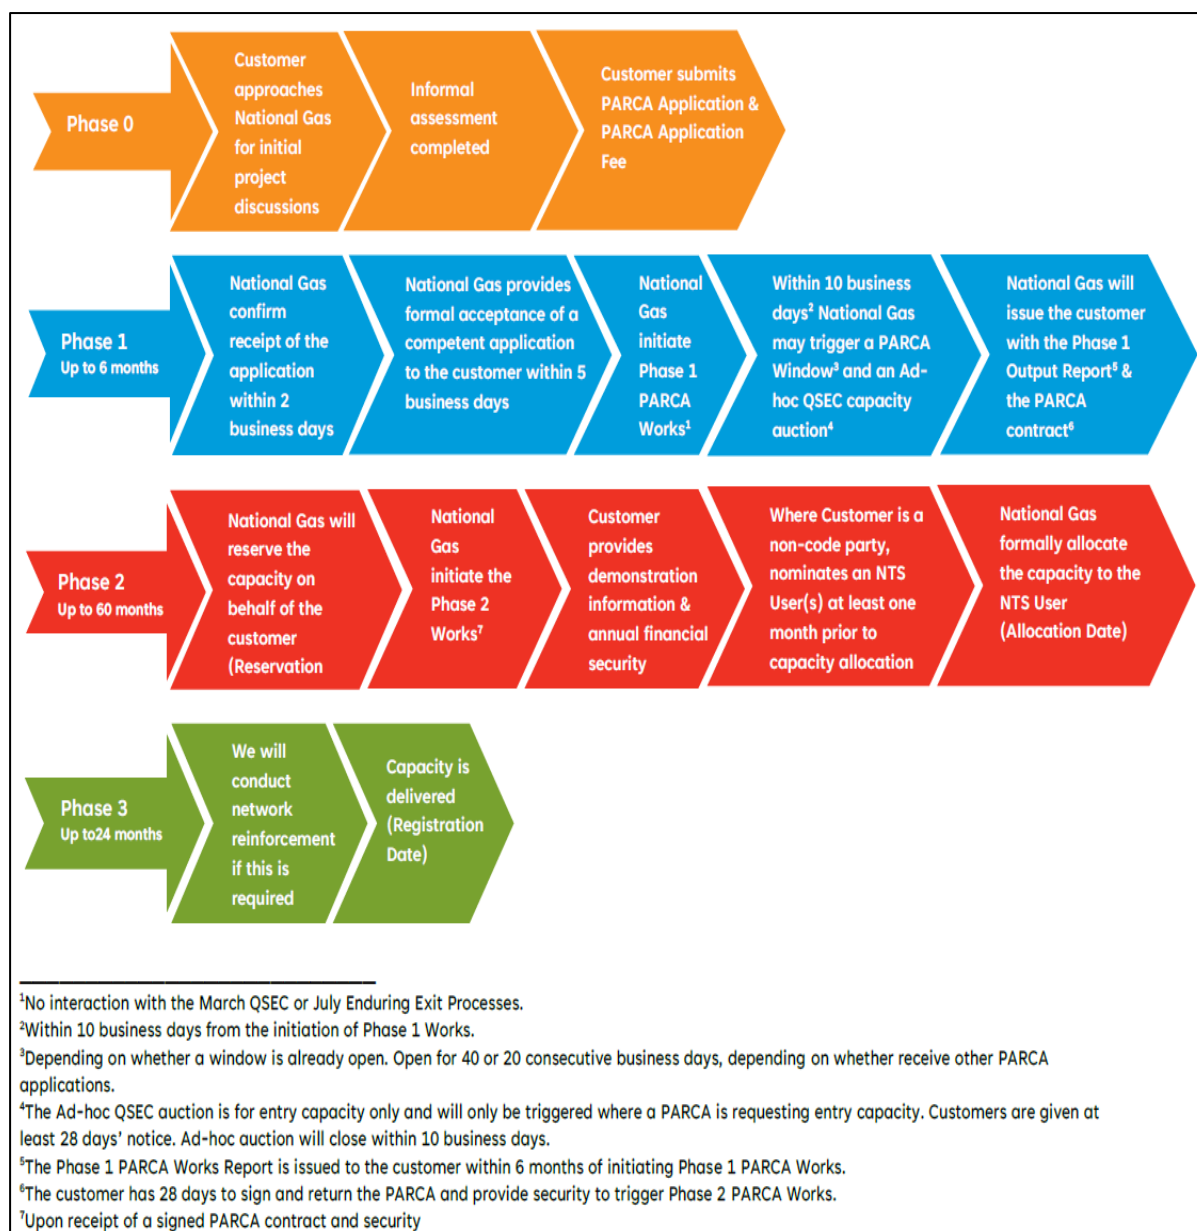 Phase 0
Customer
approaches
National Gas
for initial
project
discussions
Informal
assessment
completed
Customer submits
PARCA Application &
PARCA Application
Fee
Phase 1
Up to 6 months
National Gas
confirm
receipt of the
application
within 2
business days
National Gas provides
formal acceptance of a
competent application
to the customer within 5
business days
National
Gas
initiate
Phase 1
PARCA
Works¹
Within 10 business
days² National Gas
may trigger a PARCA
Window³ and an Ad-
hoc QSEC capacity
auction⁴
National Gas will
issue the customer
with the Phase 1
Output Report⁵ &
the PARCA
contract⁶
Phase 2
Up to 60 months
National Gas will
reserve the
capacity on
behalf of the
customer
(Reservation
National
Gas
initiate the
Phase 2
Works⁷
Customer
provides
demonstration
information &
annual financial
security
Where Customer is a
non-code party,
nominates an NTS
User(s) at least one
month prior to
capacity allocation
National Gas
formally allocate
the capacity to the
NTS User
(Allocation Date)
Phase 3
Up to24 months
We will
conduct
network
reinforcement
if this is
required
Capacity is
delivered
(Registration
Date)
¹No interaction with the March QSEC or July Enduring Exit Processes.
²Within 10 business days from the initiation of Phase 1 Works.
³Depending on whether a window is already open. Open for 40 or 20 consecutive business days, depending on whether receive other PARCA
applications.
⁴The Ad-hoc QSEC auction is for entry capacity only and will only be triggered where a PARCA is requesting entry capacity. Customers are given at
least 28 days’ notice. Ad-hoc auction will close within 10 business days.
⁵The Phase 1 PARCA Works Report is issued to the customer within 6 months of initiating Phase 1 PARCA Works.
⁶The customer has 28 days to sign and return the PARCA and provide security to trigger Phase 2 PARCA Works.
⁷Upon receipt of a signed PARCA contract and security